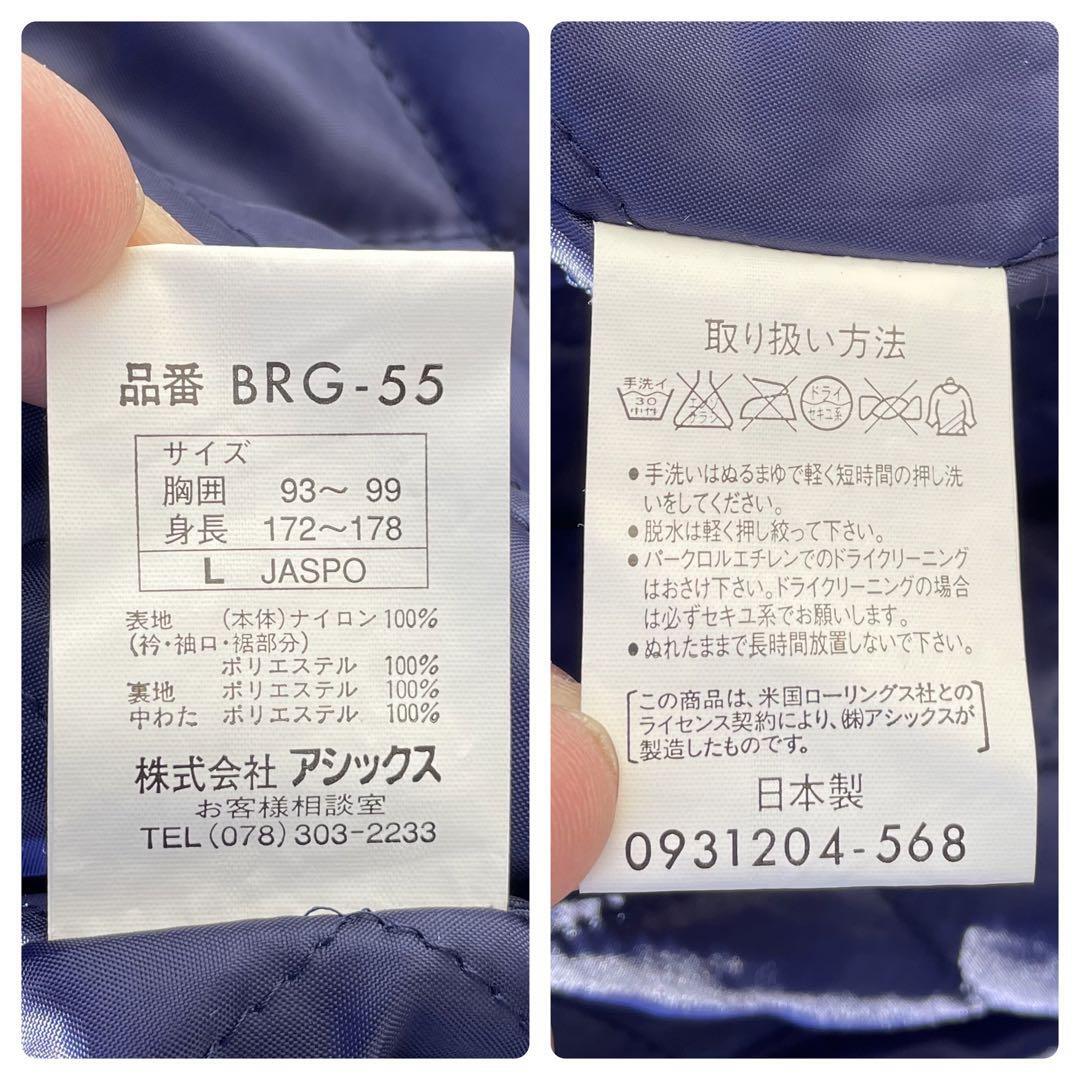 品番 BRG-55
サイズ
胸囲 93～ 99
身長 172～178
L JASPO
表地 (本体)ナイロン 100%
(衿・袖口・裾部分)
ポリエステル 100%
裏地 ポリエステル 100%
中わた ポリエステル 100%
株式会社 アシックス
お客様相談室
TEL(078)303-2233
取り扱い方法
手洗イ
30
中性
エンソ
サラシ
ドライ
セキユ系
•手洗いはぬるまゆで軽く短時間の押し洗
いをしてください。
•脱水は軽く押し絞って下さい。
•パークロルエチレンでのドライクリーニング
はおさけ下さい。ドライクリーニングの場合
は必ずセキユ系でお願いします。
•ぬれたままで長時間放置しないで下さい。
[この商品は、米国ローリングス社との
ライセンス契約により、(株)アシックスが
製造したものです。]
日本製
0931204-568